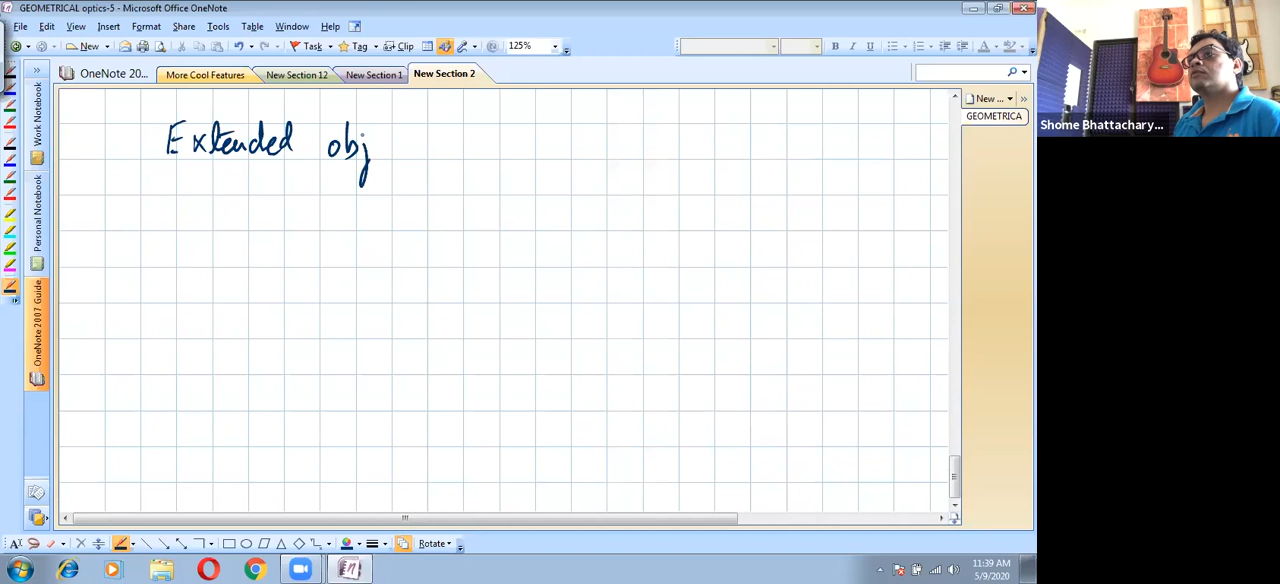 GEOMETRICAL optics-5 - Microsoft Office OneNote
File Edit View Insert Format Share Tools Table Window Help
New Task Tag Clip 125% B I U
OneNote 20... More Cool Features New Section 12 New Section 1 New Section 2
New ...
GEOMETRICA
Work Notebook
Personal Notebook
OneNote 2007 Guide
Extended obj
Shome Bhattachary...
Rotate
11:39 AM
5/9/2020